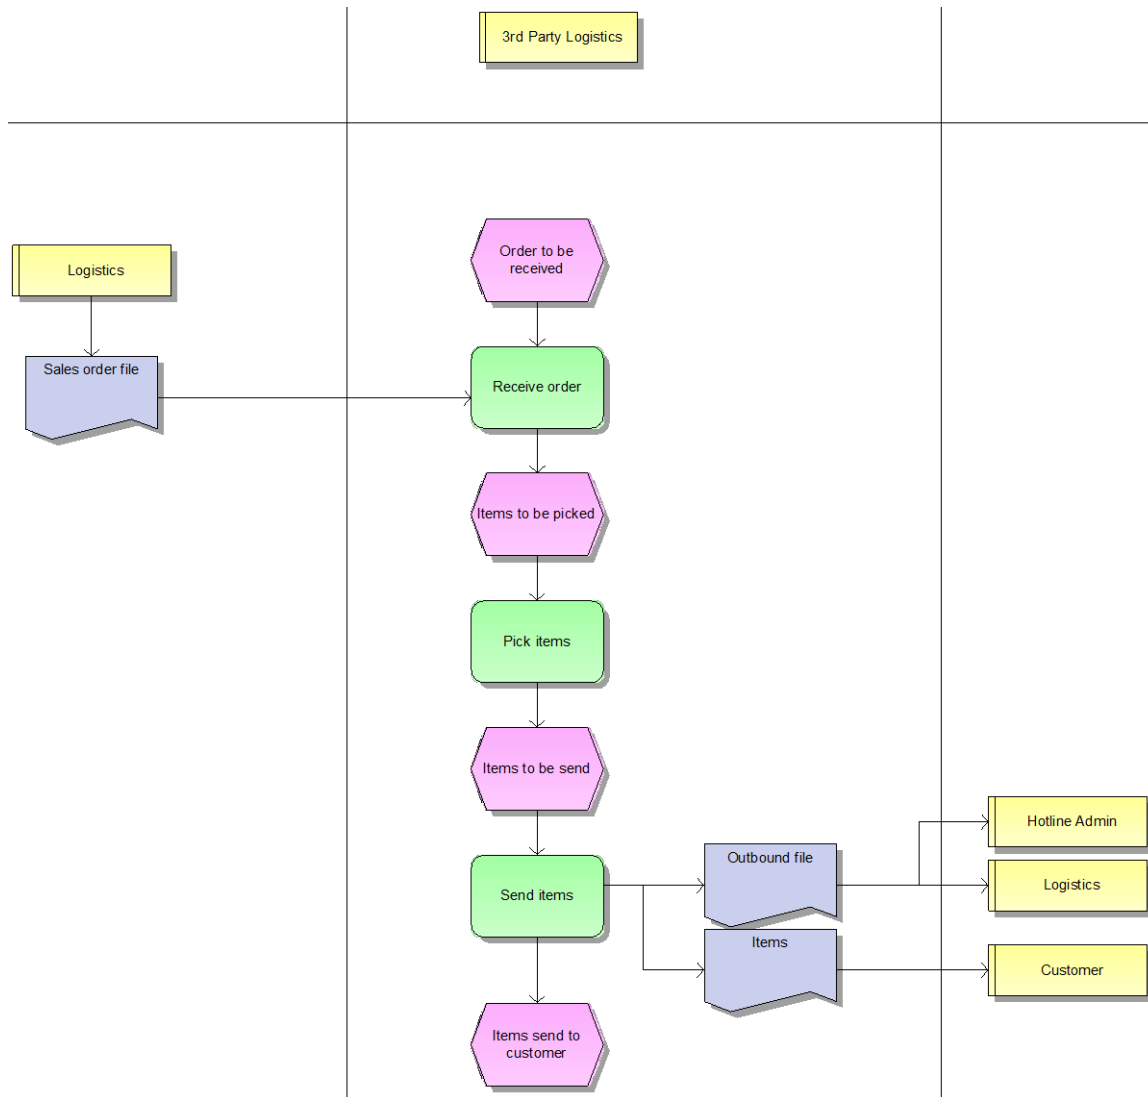 3rd Party Logistics
Order to be
received
Logistics
Sales order file
Receive order
Items to be picked
Pick items
Items to be send
Hotline Admin
Outbound file
Logistics
Send items
Items
Customer
Items send to
customer